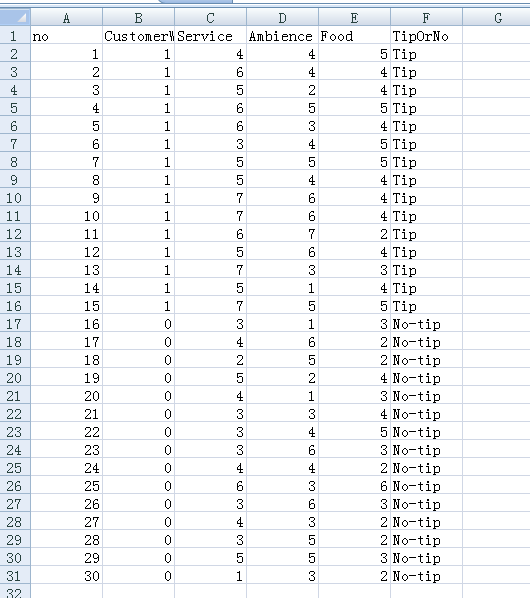 A B C D E F G
1 no CustomerW Service Ambience Food TipOrNo
2 1 1 4 4 5 Tip
3 2 1 6 4 4 Tip
4 3 1 5 2 4 Tip
5 4 1 6 5 5 Tip
6 5 1 6 3 4 Tip
7 6 1 3 4 5 Tip
8 7 1 5 5 5 Tip
9 8 1 5 4 4 Tip
10 9 1 7 6 4 Tip
11 10 1 7 6 4 Tip
12 11 1 6 7 2 Tip
13 12 1 5 6 4 Tip
14 13 1 7 3 3 Tip
15 14 1 5 1 4 Tip
16 15 1 7 5 5 Tip
17 16 0 3 1 3 No-tip
18 17 0 4 6 2 No-tip
19 18 0 2 5 2 No-tip
20 19 0 5 2 4 No-tip
21 20 0 4 1 3 No-tip
22 21 0 3 3 4 No-tip
23 22 0 3 4 5 No-tip
24 23 0 3 6 3 No-tip
25 24 0 4 4 2 No-tip
26 25 0 6 3 6 No-tip
27 26 0 3 6 3 No-tip
28 27 0 4 3 2 No-tip
29 28 0 3 5 2 No-tip
30 29 0 5 5 3 No-tip
31 30 0 1 3 2 No-tip
32